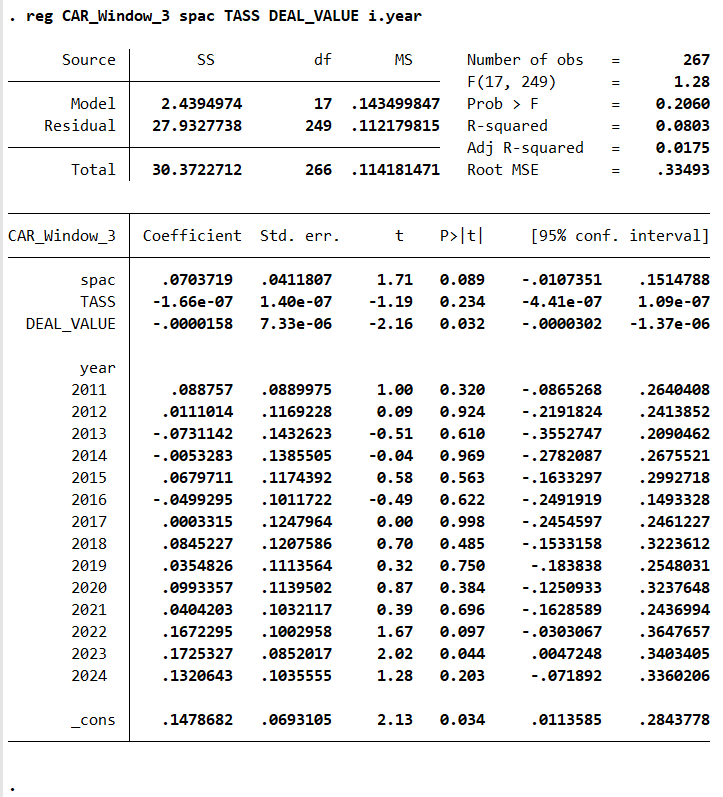 . reg CAR_Window_3 spac TASS DEAL_VALUE i.year
Source SS df MS Number of obs = 267
F(17, 249) = 1.28
Model 2.4394974 17 .143499847 Prob > F = 0.2060
Residual 27.9327738 249 .112179815 R-squared = 0.0803
Adj R-squared = 0.0175
Total 30.3722712 266 .114181471 Root MSE = .33493
CAR_Window_3 Coefficient Std. err. t P>|t| [95% conf. interval]
spac .0703719 .0411807 1.71 0.089 -.0107351 .1514788
TASS -1.66e-07 1.40e-07 -1.19 0.234 -4.41e-07 1.09e-07
DEAL_VALUE -.0000158 7.33e-06 -2.16 0.032 -.0000302 -1.37e-06
year
2011 .088757 .0889975 1.00 0.320 -.0865268 .2640408
2012 .0111014 .1169228 0.09 0.924 -.2191824 .2413852
2013 -.0731142 .1432623 -0.51 0.610 -.3552747 .2090462
2014 -.0053283 .1385505 -0.04 0.969 -.2782087 .2675521
2015 .0679711 .1174392 0.58 0.563 -.1633297 .2992718
2016 -.0499295 .1011722 -0.49 0.622 -.2491919 .1493328
2017 .0003315 .1247964 0.00 0.998 -.2454597 .2461227
2018 .0845227 .1207586 0.70 0.485 -.1533158 .3223612
2019 .0354826 .1113564 0.32 0.750 -.183838 .2548031
2020 .0993357 .1139502 0.87 0.384 -.1250933 .3237648
2021 .0404203 .1032117 0.39 0.696 -.1628589 .2436994
2022 .1672295 .1002958 1.67 0.097 -.0303067 .3647657
2023 .1725327 .0852017 2.02 0.044 .0047248 .3403405
2024 .1320643 .1035555 1.28 0.203 -.071892 .3360206
_cons .1478682 .0693105 2.13 0.034 .0113585 .2843778
.